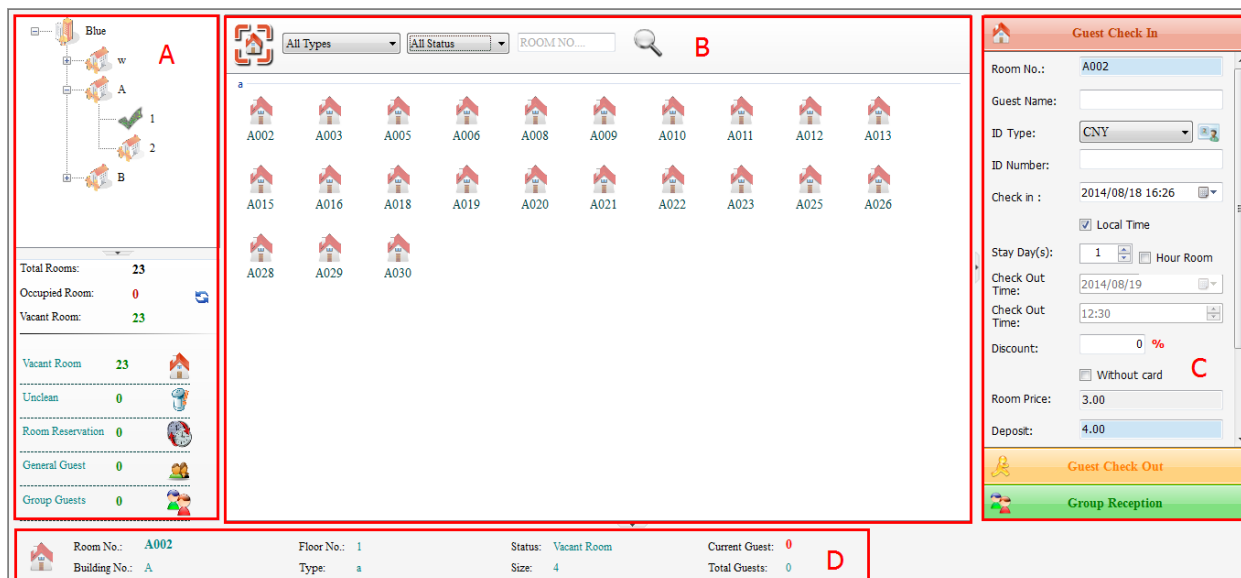 Blue
w
A
1
2
B
A
Total Rooms: 23
Occupied Room: 0
Vacant Room: 23
Vacant Room 23
Unclean 0
Room Reservation 0
General Guest 0
Group Guests 0
All Types All Status ROOM NO.... B
a
A002 A003 A005 A006 A008 A009 A010 A011 A012 A013
A015 A016 A018 A019 A020 A021 A022 A023 A025 A026
A028 A029 A030
Guest Check In
Room No.: A002
Guest Name:
ID Type: CNY
ID Number:
Check in : 2014/08/18 16:26
Local Time
Stay Day(s): 1 Hour Room
Check Out
Time: 2014/08/19
Check Out
Time: 12:30
Discount: 0 %
Without card C
Room Price: 3.00
Deposit: 4.00
Guest Check Out
Group Reception
Room No.: A002 Floor No.: 1 Status: Vacant Room Current Guest: 0
Building No.: A Type: a Size: 4 Total Guests: 0 D